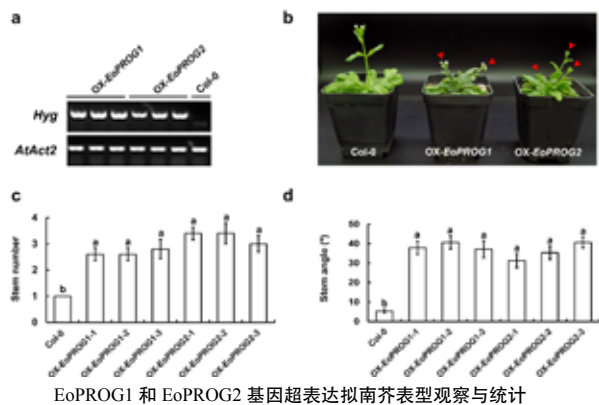 a
OX-EoPROG1
OX-EoPROG2
Col-0
Hyg
AtAct2
b
Col-0
OX-EoPROG1
OX-EoPROG2
c
Stem number
4
3
2
1
0
b
a
a
a
a
a
a
Col-0
OX-EoPROG1-1
OX-EoPROG1-2
OX-EoPROG1-3
OX-EoPROG2-1
OX-EoPROG2-2
OX-EoPROG2-3
d
Stem angle (°)
50
40
30
20
10
0
b
a
a
a
a
a
a
Col-0
OX-EoPROG1-1
OX-EoPROG1-2
OX-EoPROG1-3
OX-EoPROG2-1
OX-EoPROG2-2
OX-EoPROG2-3
EoPROG1 和 EoPROG2 基因超表达拟南芥表型观察与统计